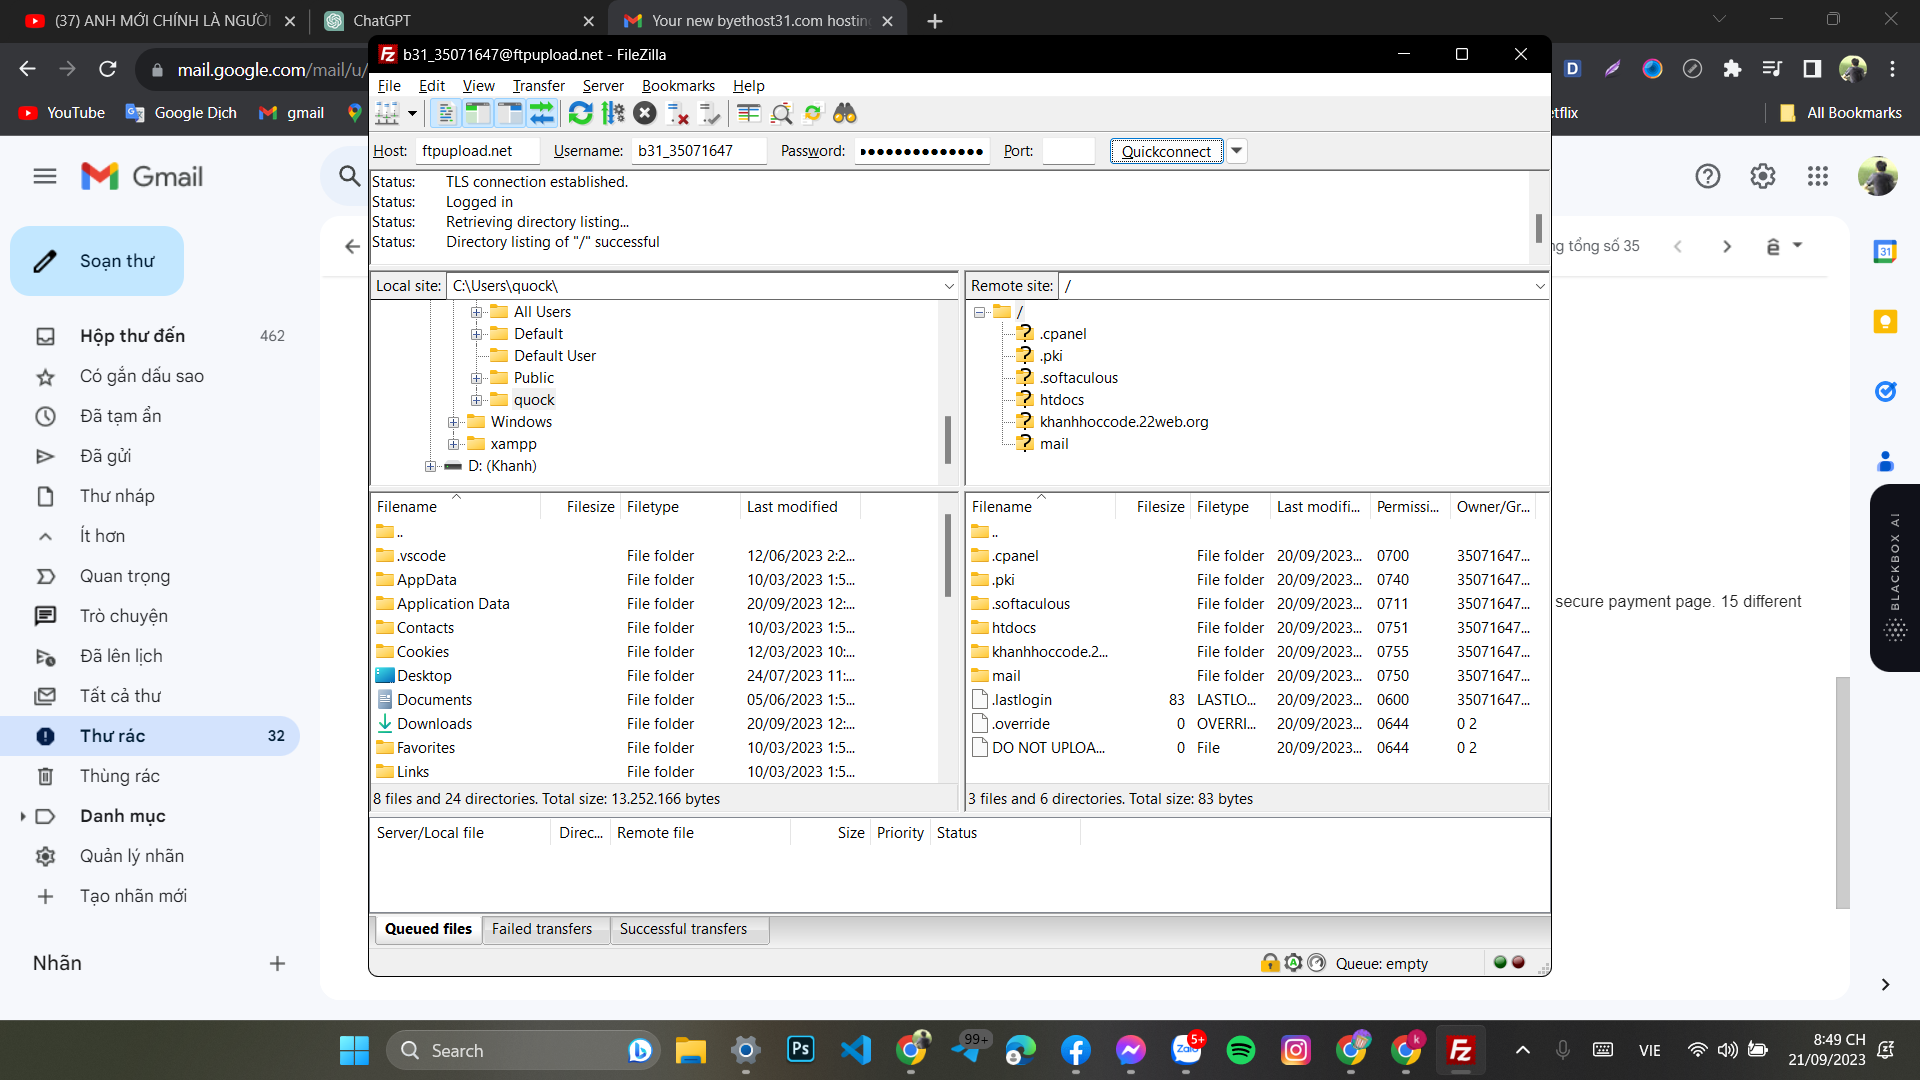 (37) ANH MỚI CHÍNH LÀ NGƯỜI
ChatGPT
Your new byethost31.com hosting
mail.google.com/mail/u/
YouTube
Google Dịch
gmail
etflix
All Bookmarks
b31_35071647@ftpupload.net - FileZilla
File Edit View Transfer Server Bookmarks Help
Host: ftpupload.net Username: b31_35071647 Password: ●●●●●●●●●●●●●● Port: Quickconnect
Status: TLS connection established.
Status: Logged in
Status: Retrieving directory listing...
Status: Directory listing of "/" successful
Local site: C:\Users\quock\
All Users
Default
Default User
Public
quock
Windows
xampp
D: (Khanh)
Remote site: /
/
.cpanel
.pki
.softaculous
htdocs
khanhhoccode.22web.org
mail
Filename Filesize Filetype Last modified
..
.vscode File folder 12/06/2023 2:2...
AppData File folder 10/03/2023 1:5...
Application Data File folder 20/09/2023 12:...
Contacts File folder 10/03/2023 1:5...
Cookies File folder 12/03/2023 10:...
Desktop File folder 24/07/2023 11:...
Documents File folder 05/06/2023 1:5...
Downloads File folder 20/09/2023 12:...
Favorites File folder 10/03/2023 1:5...
Links File folder 10/03/2023 1:5...
8 files and 24 directories. Total size: 13.252.166 bytes
Filename Filesize Filetype Last modifi... Permissi... Owner/Gr...
..
.cpanel File folder 20/09/2023... 0700 35071647...
.pki File folder 20/09/2023... 0740 35071647...
.softaculous File folder 20/09/2023... 0711 35071647...
htdocs File folder 20/09/2023... 0751 35071647...
khanhhoccode.2... File folder 20/09/2023... 0755 35071647...
mail File folder 20/09/2023... 0750 35071647...
.lastlogin 83 LASTLO... 20/09/2023... 0600 35071647...
.override 0 OVERRI... 20/09/2023... 0644 0 2
DO NOT UPLOA... 0 File 20/09/2023... 0644 0 2
3 files and 6 directories. Total size: 83 bytes
Server/Local file Direc... Remote file Size Priority Status
Queued files Failed transfers Successful transfers
Queue: empty
Gmail
Soạn thư
Hộp thư đến 462
Có gắn dấu sao
Đã tạm ẩn
Đã gửi
Thư nháp
Ít hơn
Quan trọng
Trò chuyện
Đã lên lịch
Tất cả thư
Thư rác 32
Thùng rác
Danh mục
Quản lý nhãn
Tạo nhãn mới
Nhãn
ng tổng số 35
ê
31
secure payment page. 15 different
BLACKBOX AI
Search
Ps
99+
Zalo
5+
k
VIE
8:49 CH
21/09/2023